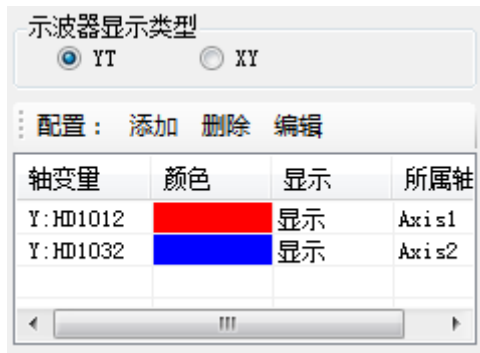 示波器显示类型
YT XY
配置： 添加 删除 编辑
轴变量 颜色 显示 所属轴
Y:HD1012 显示 Axis1
Y:HD1032 显示 Axis2